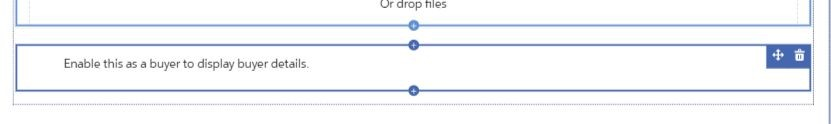 Or drop files
Enable this as a buyer to display buyer details.